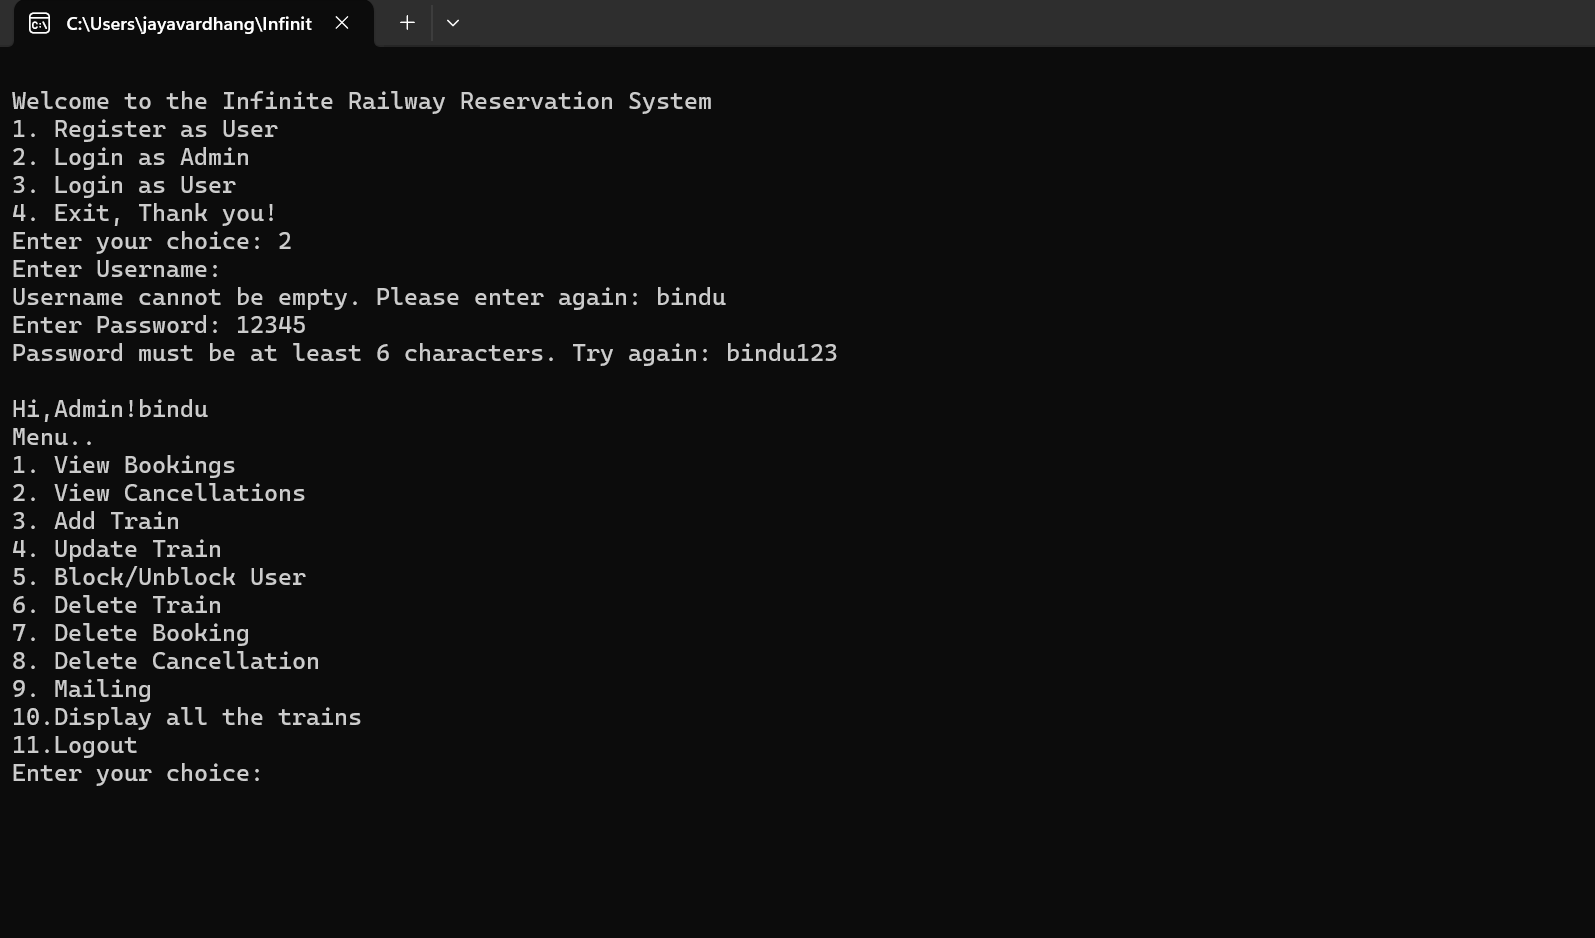 C:\Users\jayavardhang\Infinit
Welcome to the Infinite Railway Reservation System
1. Register as User
2. Login as Admin
3. Login as User
4. Exit, Thank you!
Enter your choice: 2
Enter Username:
Username cannot be empty. Please enter again: bindu
Enter Password: 12345
Password must be at least 6 characters. Try again: bindu123
Hi,Admin!bindu
Menu..
1. View Bookings
2. View Cancellations
3. Add Train
4. Update Train
5. Block/Unblock User
6. Delete Train
7. Delete Booking
8. Delete Cancellation
9. Mailing
10.Display all the trains
11.Logout
Enter your choice: